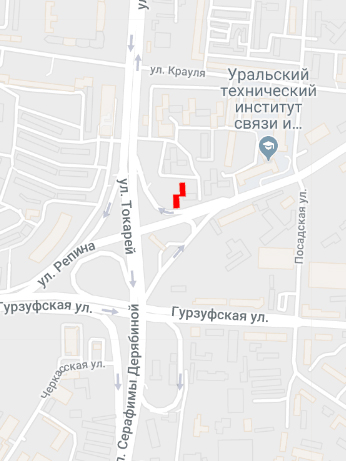 ул. Крауля
Уральский
технический
институт
связи и…
ул. Токарей
Посадская ул.
ул. Репина
Гурзуфская ул.
Гурзуфская ул.
л. Серафимы Дерябиной
Черкасская ул.